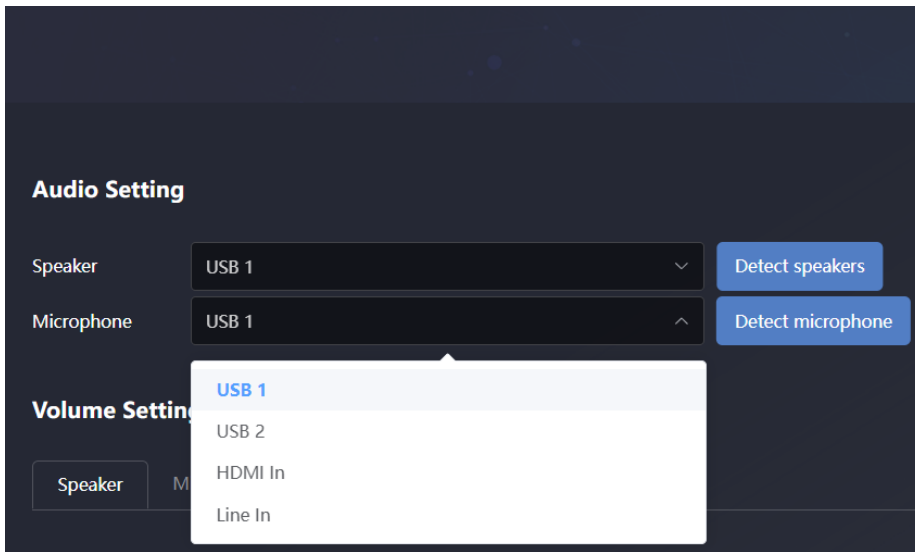 Audio Setting
Speaker USB 1 Detect speakers
Microphone USB 1 Detect microphone
USB 1
Volume Settin
USB 2
HDMI In
Speaker M
Line In